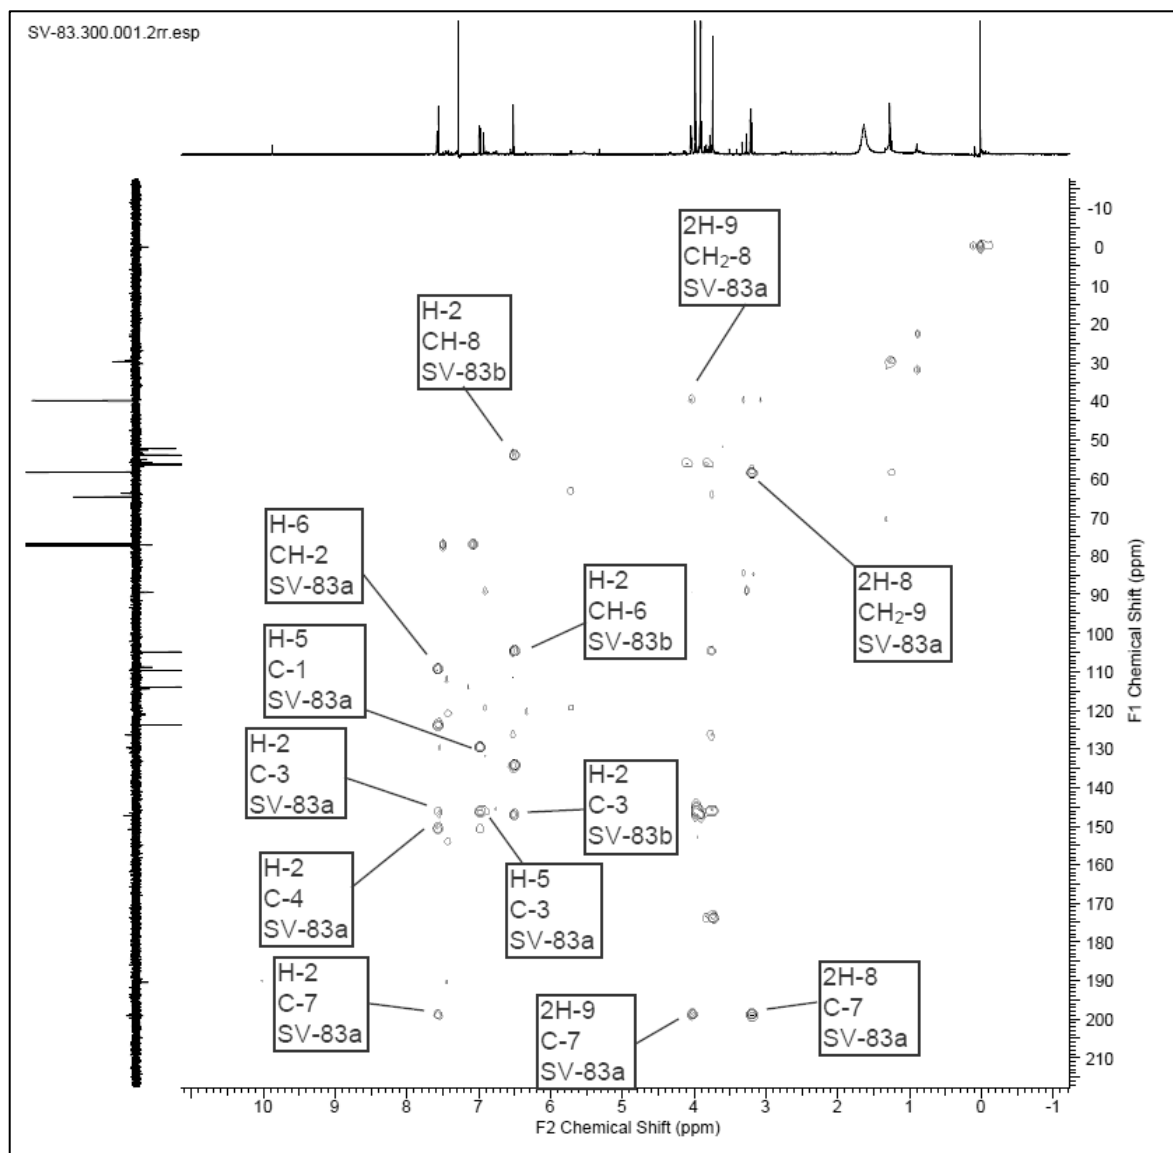 SV-83.300.001.2rr.esp
2H-9
CH₂-8
SV-83a
H-2
CH-8
SV-83b
H-6
CH-2
SV-83a
H-2
CH-6
SV-83b
2H-8
CH₂-9
SV-83a
H-5
C-1
SV-83a
H-2
C-3
SV-83a
H-2
C-3
SV-83b
H-2
C-4
SV-83a
H-5
C-3
SV-83a
H-2
C-7
SV-83a
2H-9
C-7
SV-83a
2H-8
C-7
SV-83a
-10
0
10
20
30
40
50
60
70
80
90
100
110
120
130
140
150
160
170
180
190
200
210
F1 Chemical Shift (ppm)
10 9 8 7 6 5 4 3 2 1 0 -1
F2 Chemical Shift (ppm)